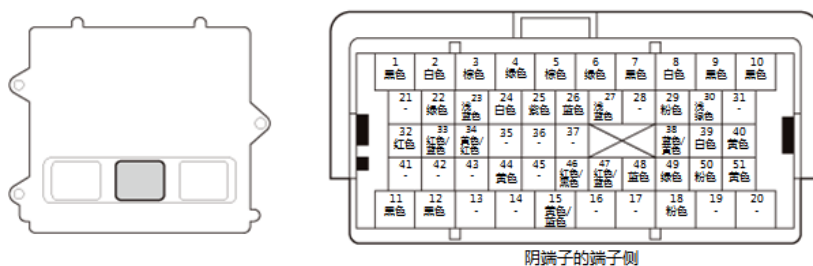 1 2 3 4 5 6 7 8 9 10
黑色 白色 棕色 绿色 棕色 绿色 黑色 白色 黑色 黑色
21 22 23 24 25 26 27 28 29 30 31
- 绿色 浅蓝色 白色 紫色 蓝色 浅蓝色 - 粉色 浅绿色 -
32 33 34 35 36 37 38 39 40
红色 红色/蓝色 黄色/红色 - - - 蓝色/黄色 白色 黄色
41 42 43 44 45 46 47 48 49 50 51
- - - 黄色 - 红色/黑色 红色/蓝色 蓝色 绿色 粉色 黄色
11 12 13 14 15 16 17 18 19 20
黑色 黑色 - - 黄色/蓝色 - - 粉色 - -
阴端子的端子侧